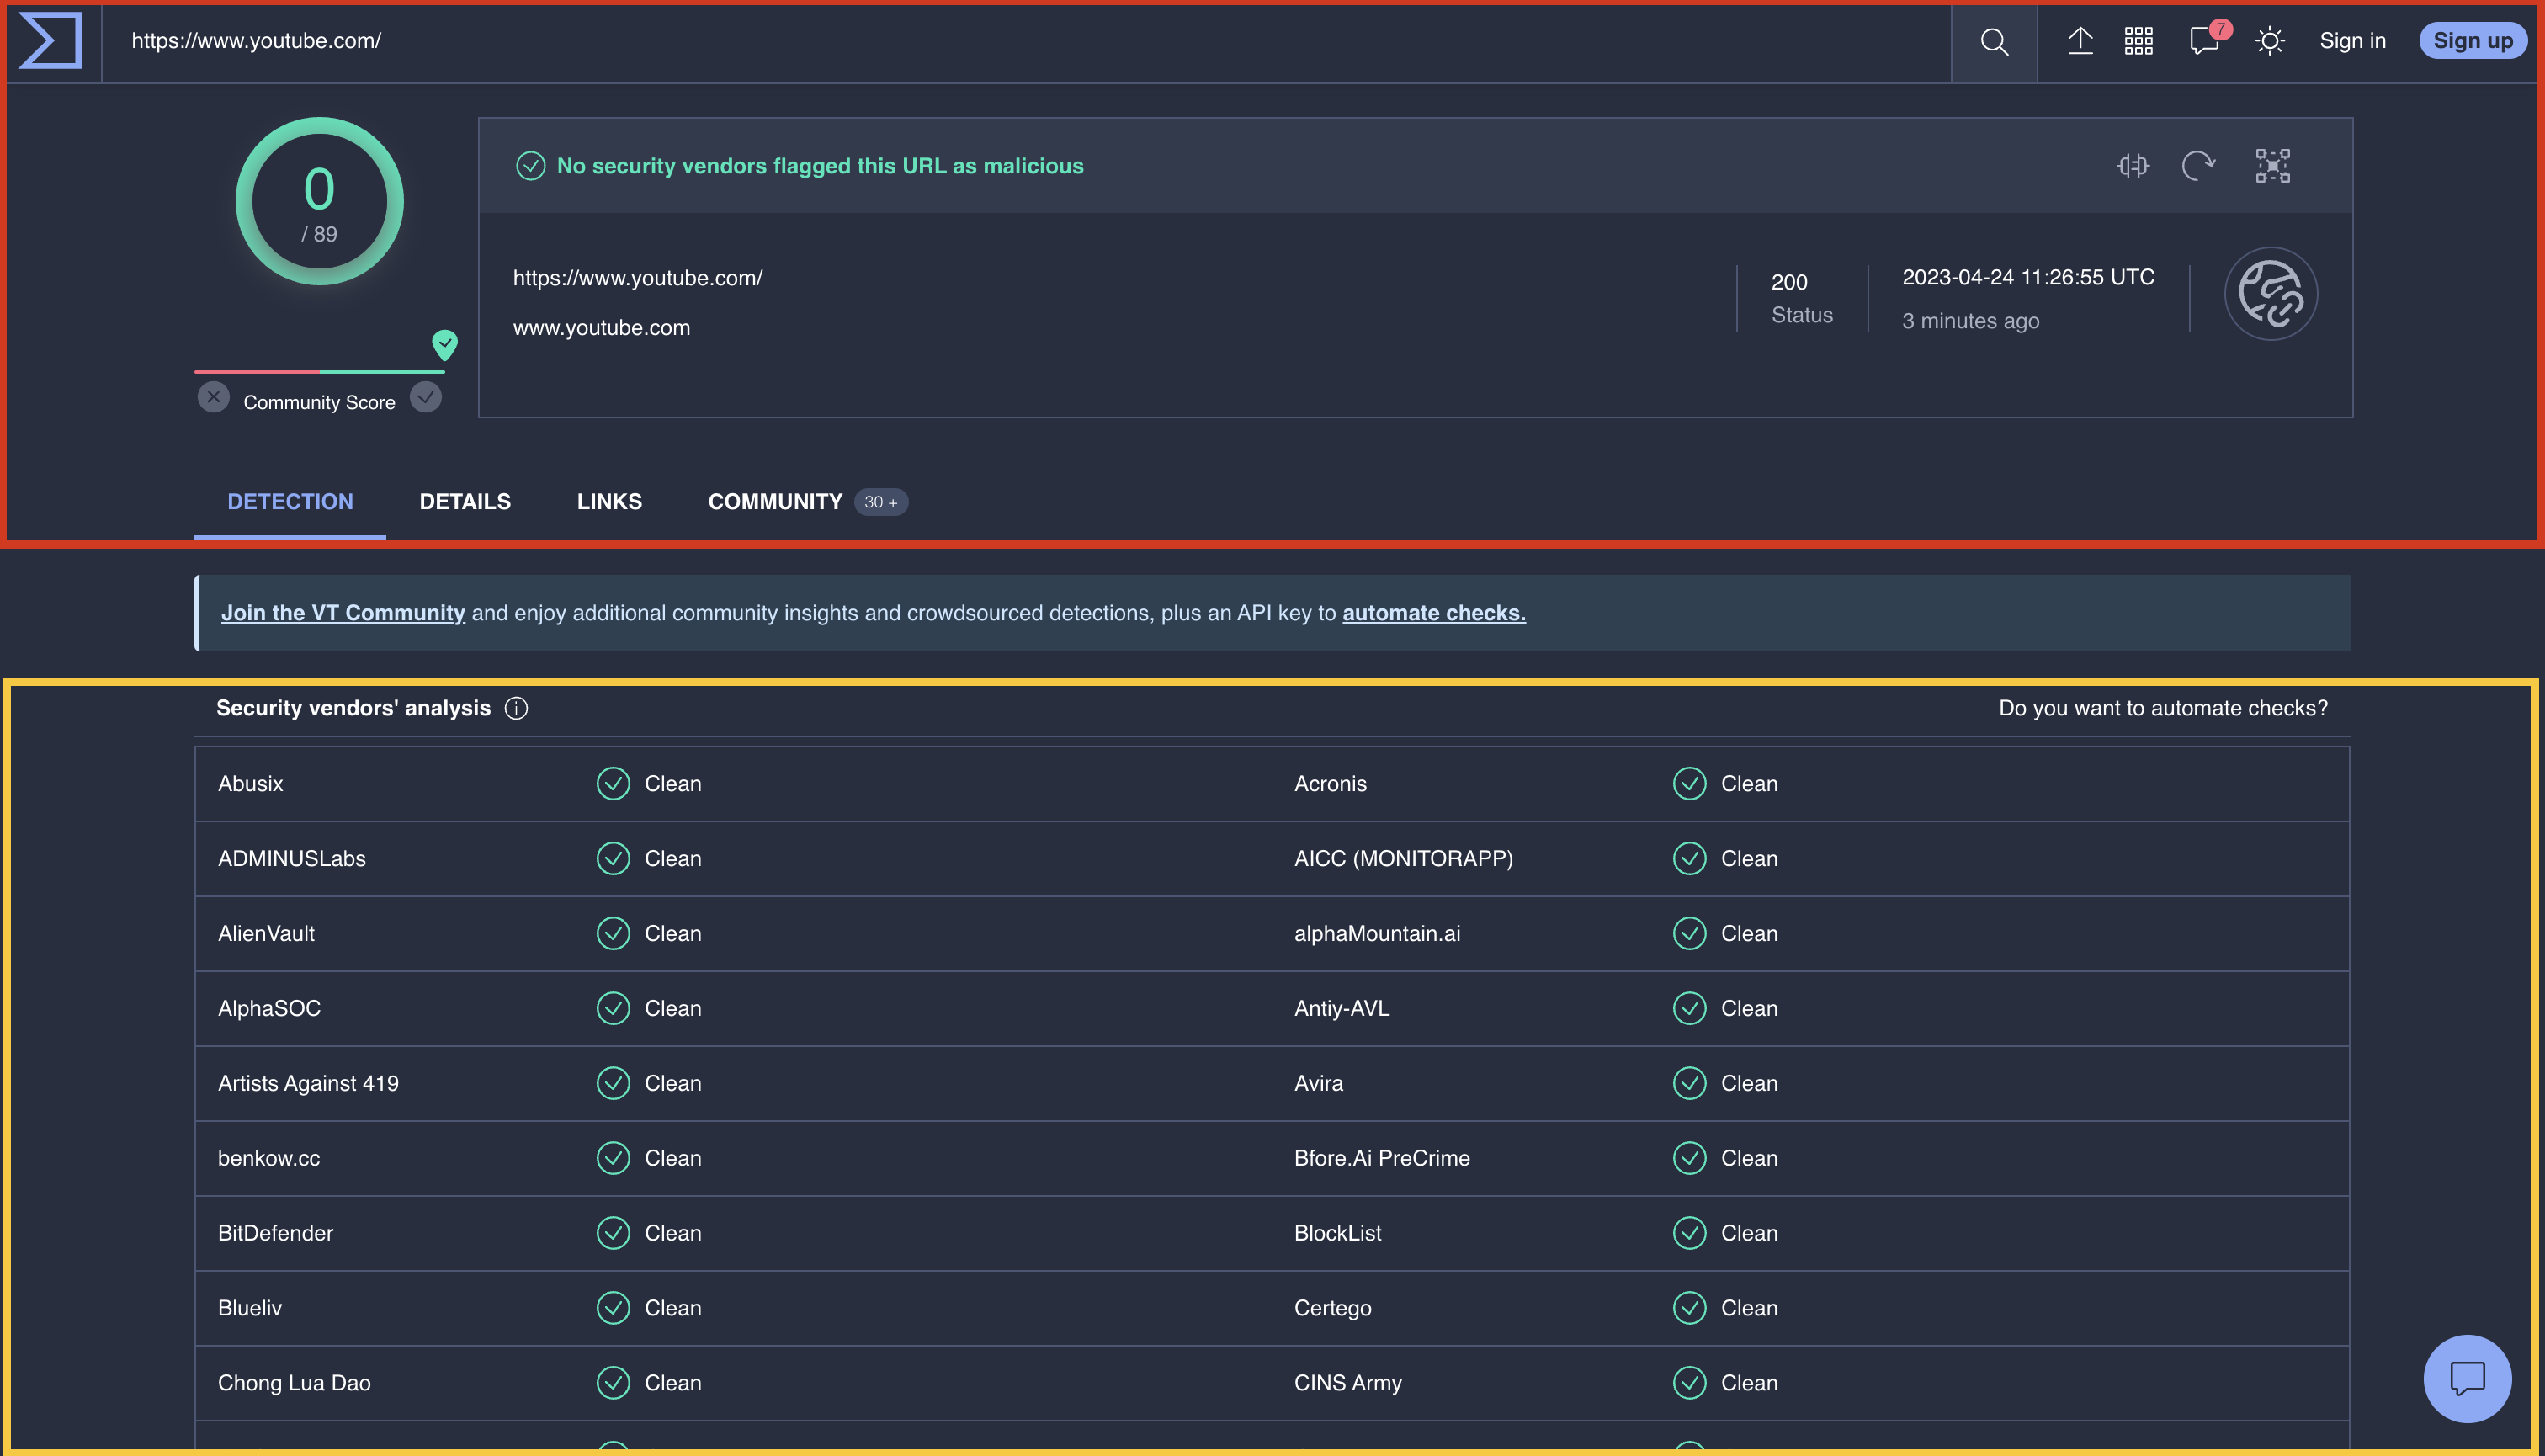 https://www.youtube.com/
7
Sign in
Sign up
0
/ 89
No security vendors flagged this URL as malicious
https://www.youtube.com/
www.youtube.com
200
Status
2023-04-24 11:26:55 UTC
3 minutes ago
Community Score
DETECTION DETAILS LINKS COMMUNITY 30 +
Join the VT Community and enjoy additional community insights and crowdsourced detections, plus an API key to automate checks.
Security vendors' analysis
Do you want to automate checks?
Abusix Clean Acronis Clean
ADMINUSLabs Clean AICC (MONITORAPP) Clean
AlienVault Clean alphaMountain.ai Clean
AlphaSOC Clean Antiy-AVL Clean
Artists Against 419 Clean Avira Clean
benkow.cc Clean Bfore.Ai PreCrime Clean
BitDefender Clean BlockList Clean
Blueliv Clean Certego Clean
Chong Lua Dao Clean CINS Army Clean